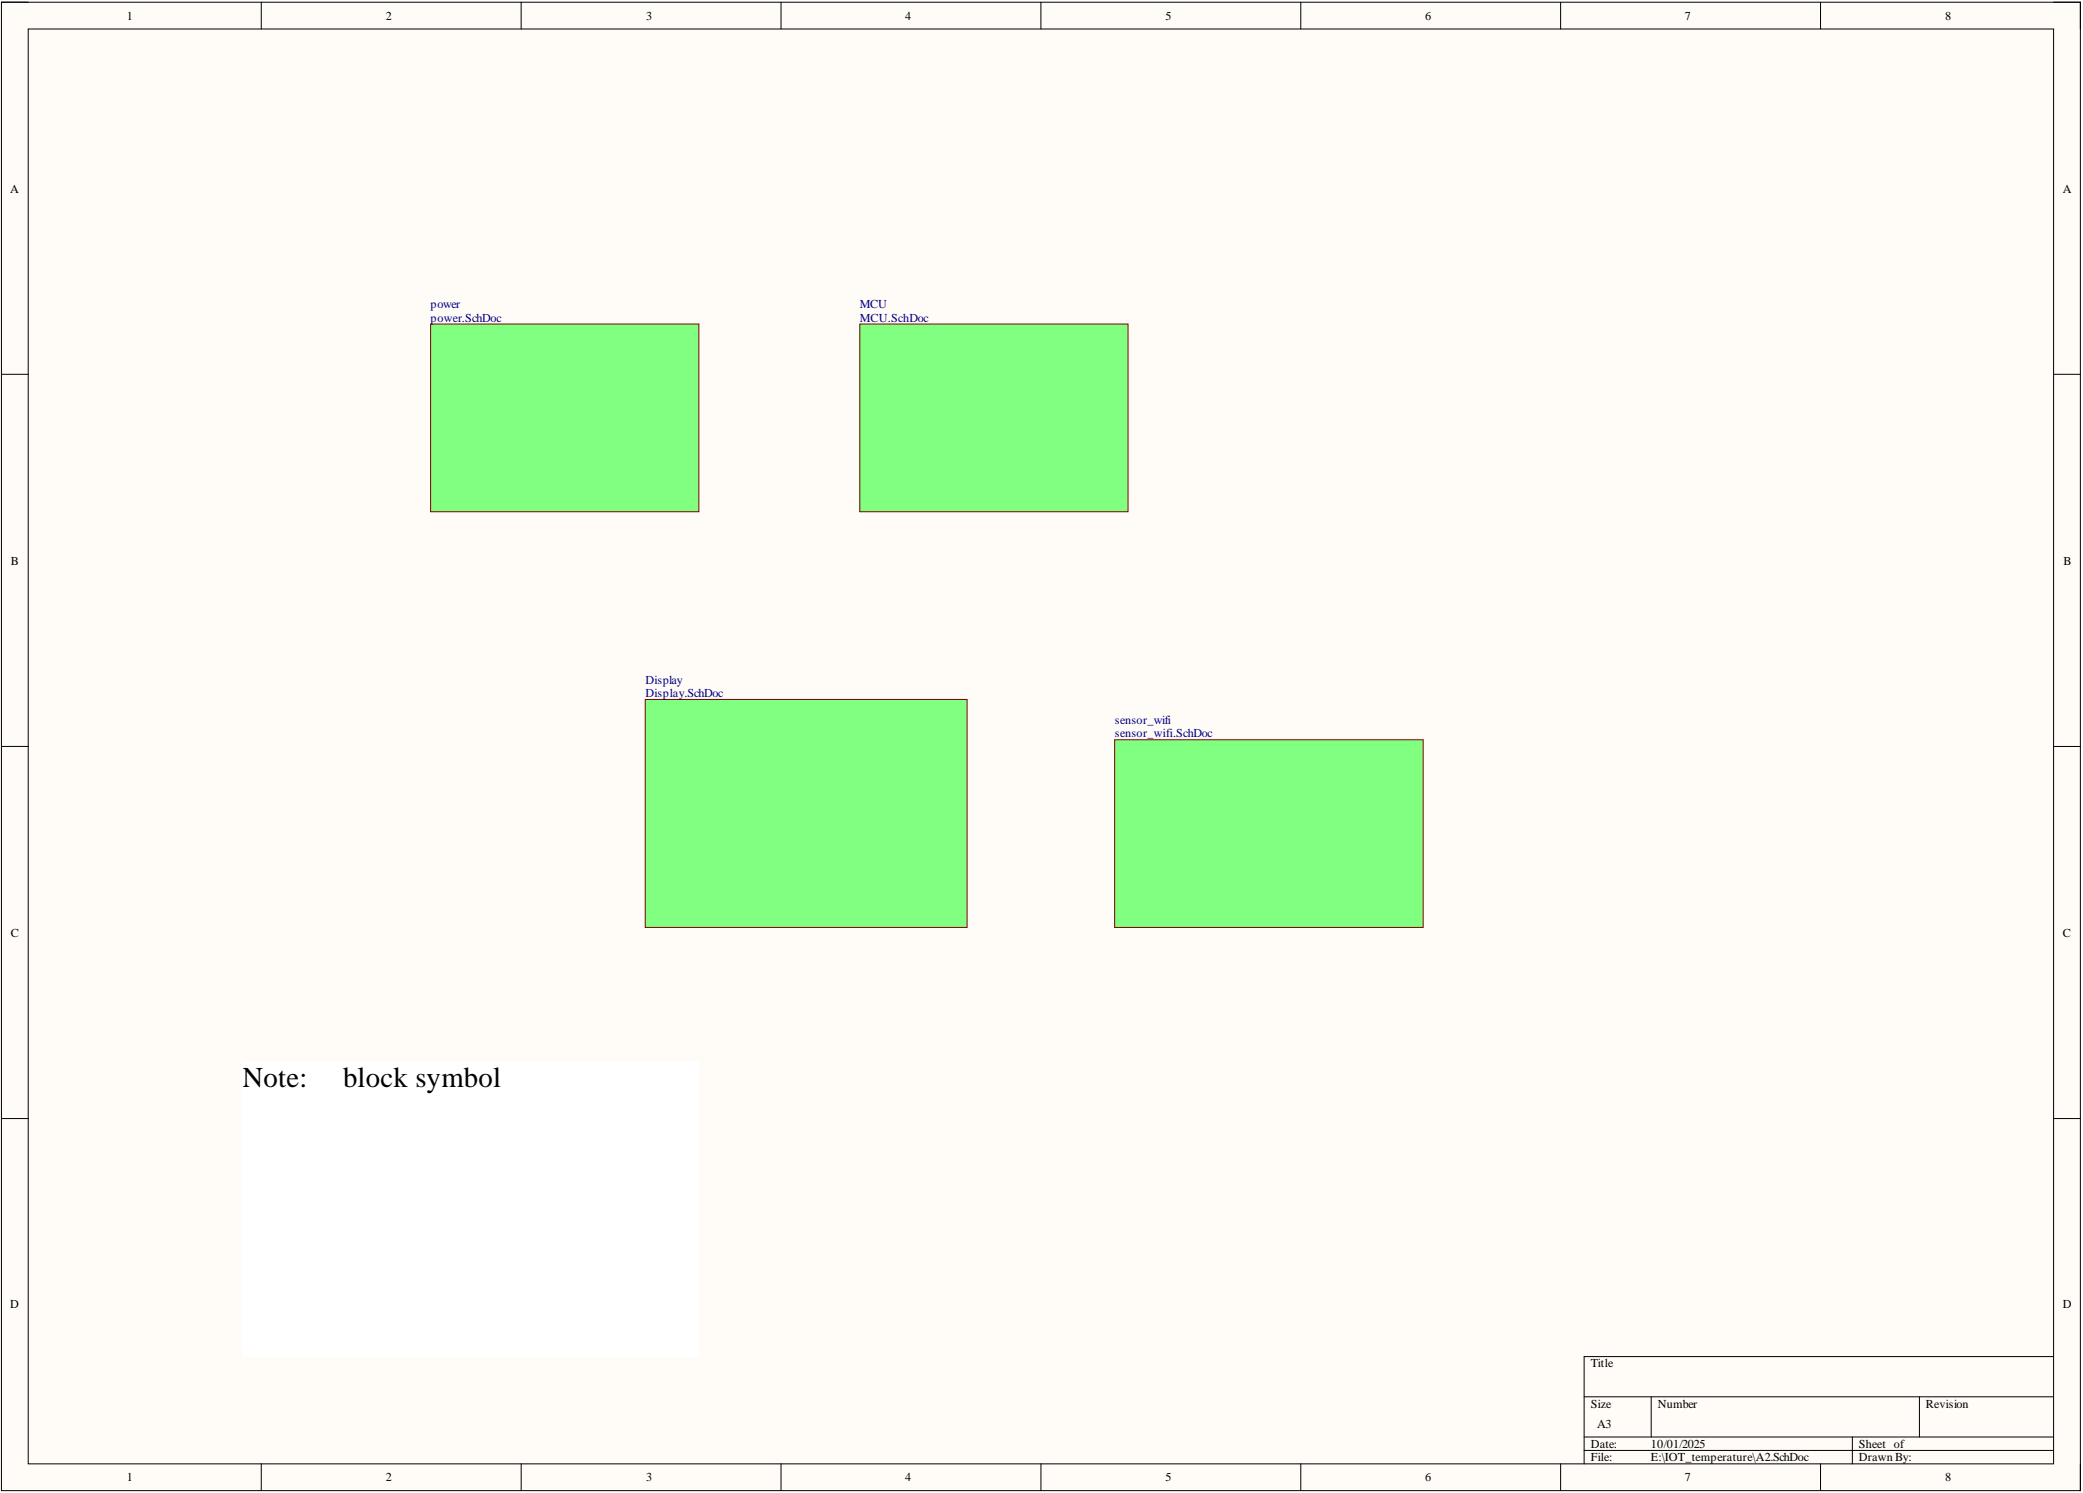 1 2 3 4 5 6 7 8
A A
power
power.SchDoc
MCU
MCU.SchDoc
B B
Display
Display.SchDoc
sensor_wifi
sensor_wifi.SchDoc
C C
Note: block symbol
D D
Title
Size Number Revision
A3
Date: 10/01/2025 Sheet of
File: E:\IOT_temperature\A2.SchDoc Drawn By:
1 2 3 4 5 6 7 8